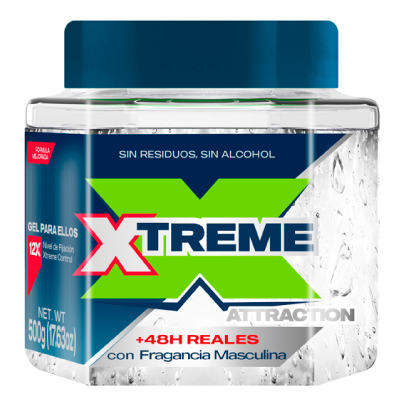 SIN RESIDUOS, SIN ALCOHOL
FÓRMULA
MEJORADA
GEL PARA ELLOS
12X Nivel de Fijación
Xtreme Control
XTREME
ATTRACTION
NET. WT
500g (17.63oz)
+48H REALES
con Fragancia Masculina